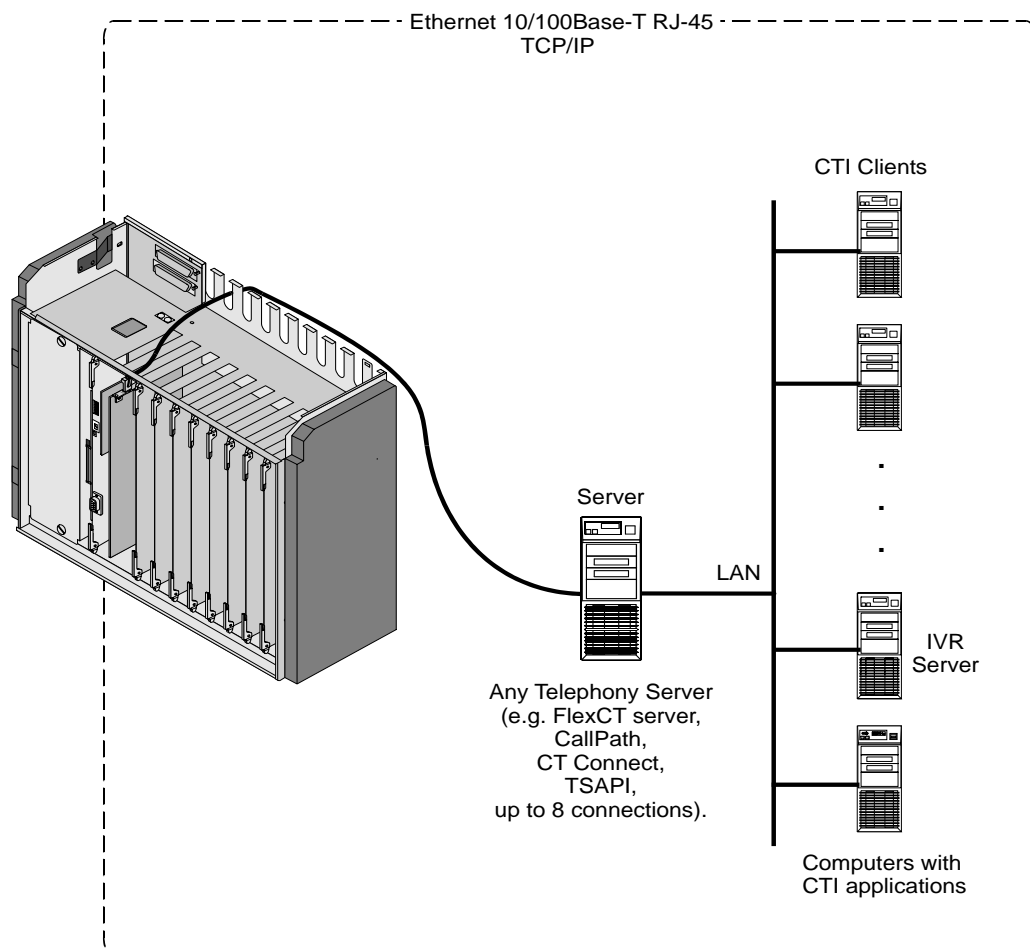 Ethernet 10/100Base-T RJ-45
TCP/IP
CTI Clients
Server
LAN
IVR
Server
Any Telephony Server
(e.g. FlexCT server,
CallPath,
CT Connect,
TSAPI,
up to 8 connections).
Computers with
CTI applications